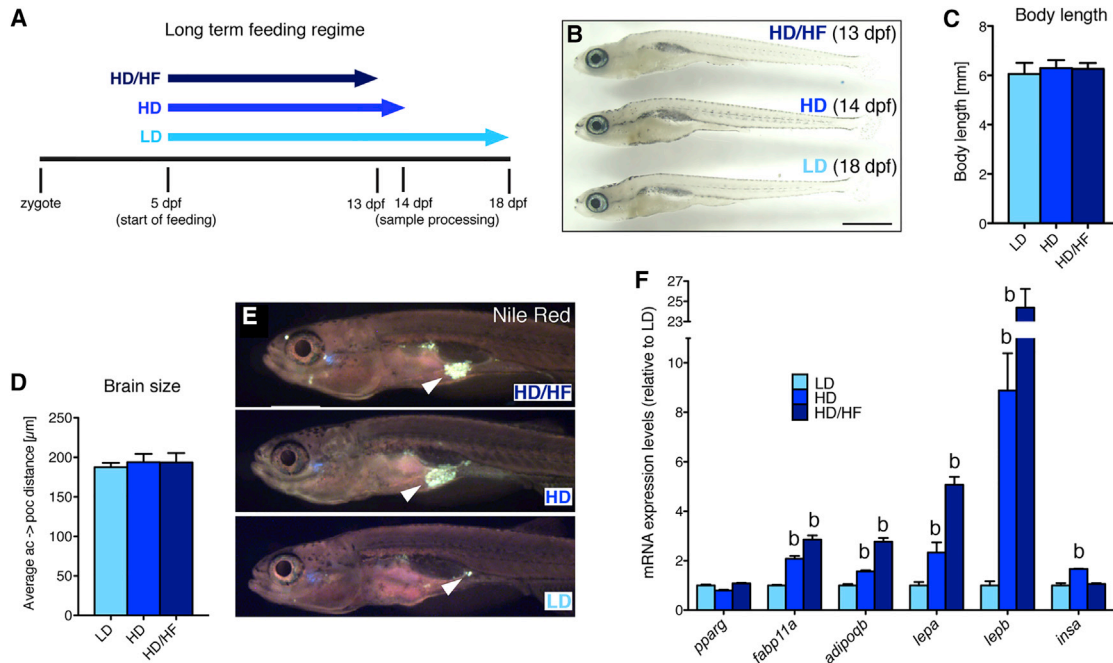 A
Long term feeding regime
HD/HF
HD
LD
zygote
5 dpf
(start of feeding)
13 dpf
14 dpf
(sample processing)
18 dpf
B
HD/HF (13 dpf)
HD (14 dpf)
LD (18 dpf)
C
Body length
Body length [mm]
8
6
4
2
0
LD
HD
HD/HF
D
Brain size
Average ac -> poc distance [µm]
250
200
150
100
50
0
LD
HD
HD/HF
E
Nile Red
HD/HF
HD
LD
F
mRNA expression levels (relative to LD)
27
25
23
10
8
6
4
2
0
LD
HD
HD/HF
b
b
b
b
b
b
b
b
b
pparg
fabp11a
adipoqb
lepa
lepb
insa